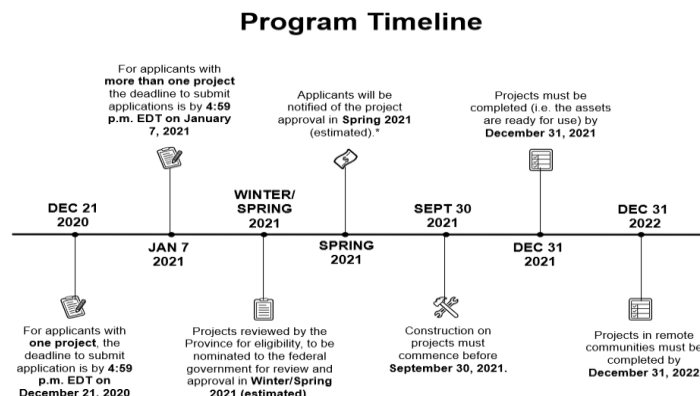 Program Timeline
For applicants with
more than one project
the deadline to submit
applications is by 4:59
p.m. EDT on January
7, 2021
Applicants will be
notified of the project
approval in Spring 2021
(estimated).*
Projects must be
completed (i.e. the assets
are ready for use) by
December 31, 2021
DEC 21
2020
JAN 7
2021
WINTER/
SPRING
2021
SPRING
2021
SEPT 30
2021
DEC 31
2021
DEC 31
2022
For applicants with
one project, the
deadline to submit
application is by 4:59
p.m. EDT on
December 21, 2020
Projects reviewed by the
Province for eligibility, to be
nominated to the federal
government for review and
approval in Winter/Spring
2021 (estimated)
Construction on
projects must
commence before
September 30, 2021.
Projects in remote
communities must be
completed by
December 31, 2022